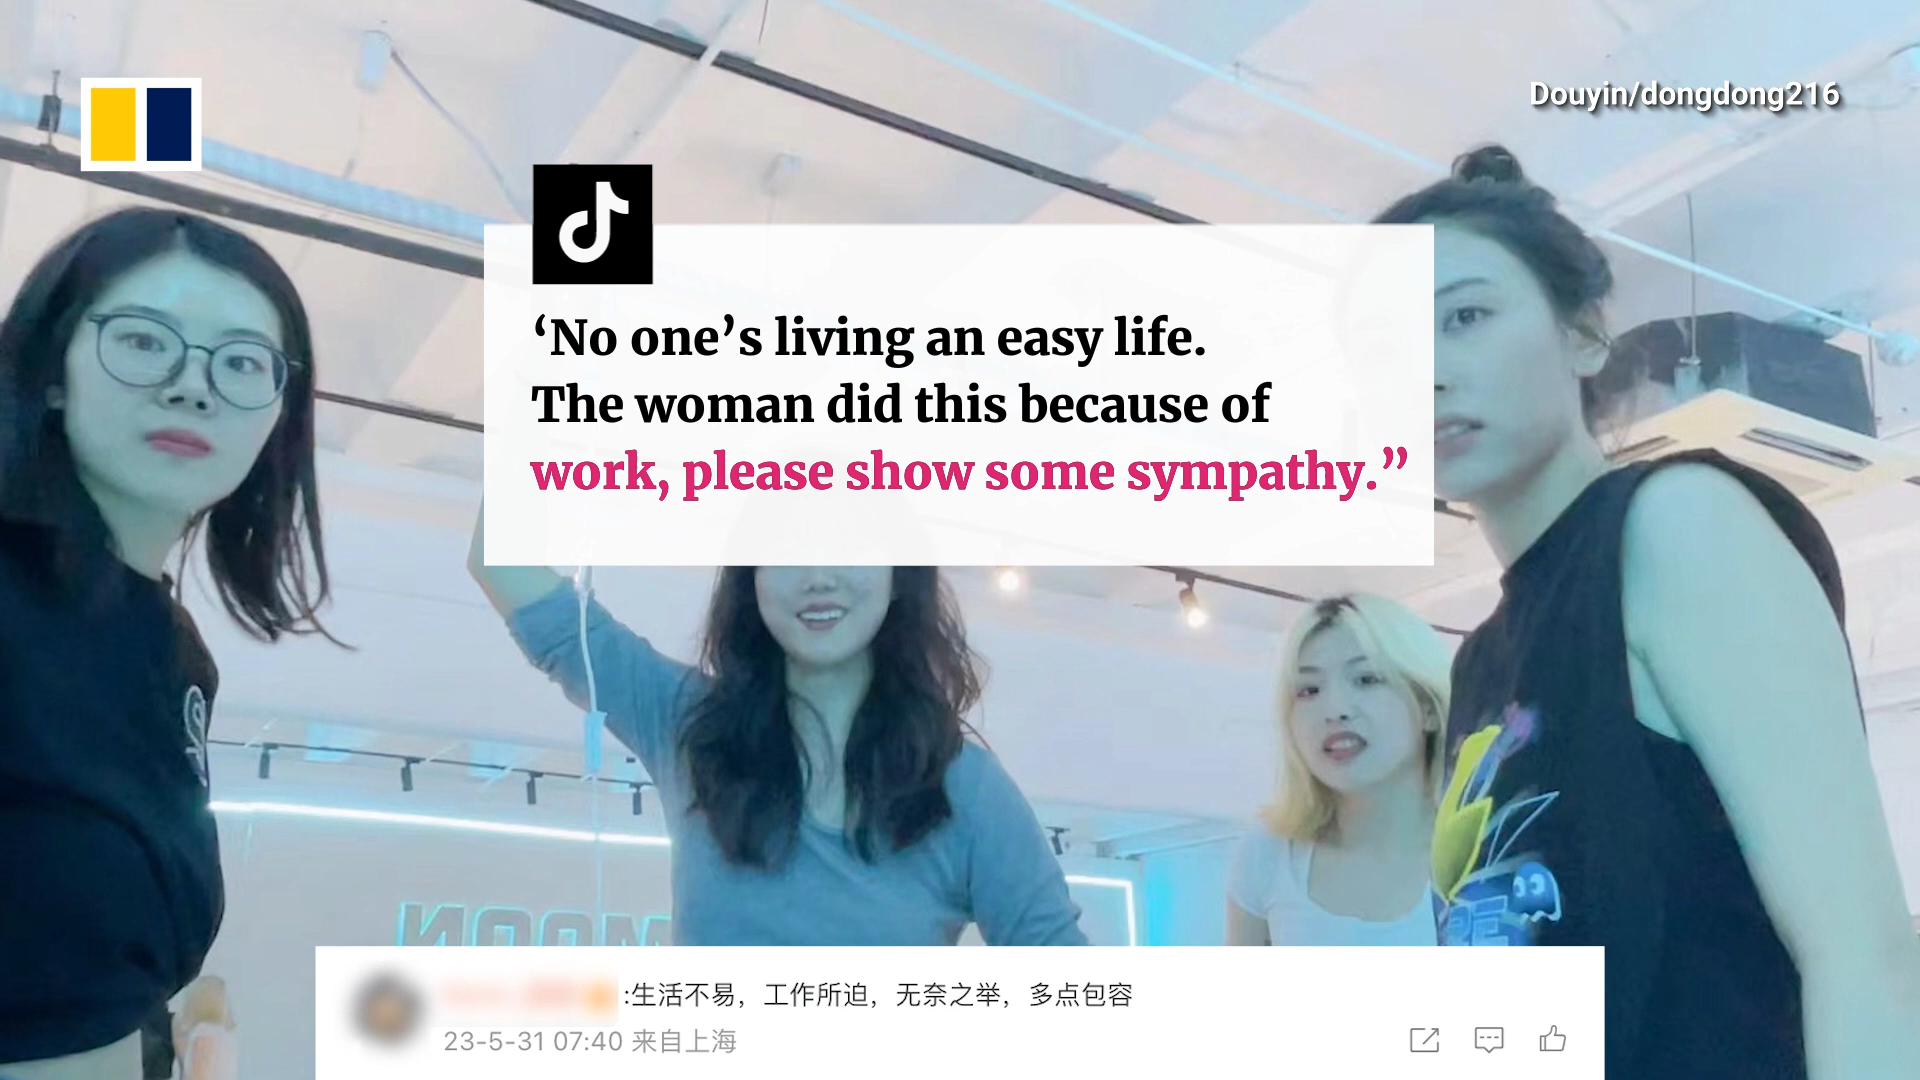 Douyin/dongdong216
‘No one’s living an easy life.
The woman did this because of
work, please show some sympathy.”
:生活不易，工作所迫，无奈之举，多点包容
23-5-31 07:40 来自上海